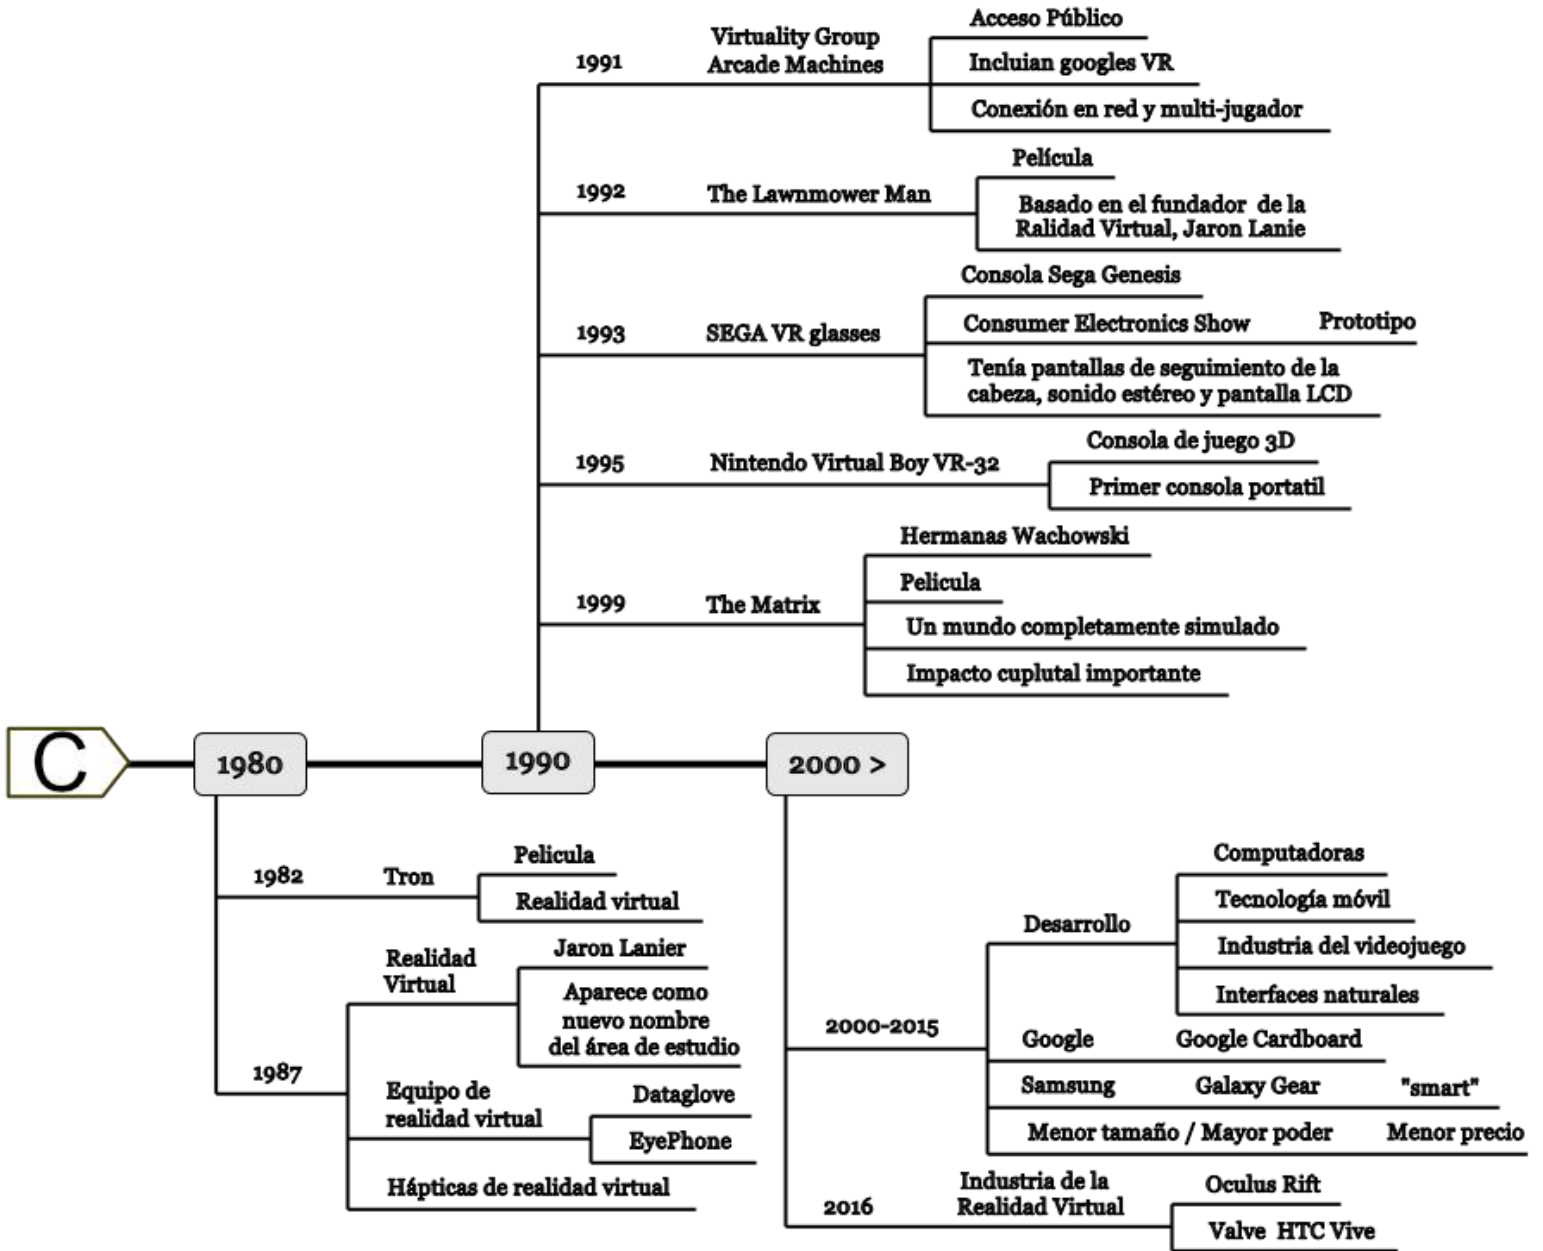 1991
Virtuality Group
Arcade Machines
Acceso Público
Incluian googles VR
Conexión en red y multi-jugador
1992
The Lawnmower Man
Película
Basado en el fundador de la
Ralidad Virtual, Jaron Lanie
1993
SEGA VR glasses
Consola Sega Genesis
Consumer Electronics Show Prototipo
Tenía pantallas de seguimiento de la
cabeza, sonido estéreo y pantalla LCD
1995
Nintendo Virtual Boy VR-32
Consola de juego 3D
Primer consola portatil
1999
The Matrix
Hermanas Wachowski
Pelicula
Un mundo completamente simulado
Impacto cuplutal importante
C
1980
1990
2000 >
1982
Tron
Pelicula
Realidad virtual
1987
Realidad
Virtual
Jaron Lanier
Aparece como
nuevo nombre
del área de estudio
Equipo de
realidad virtual
Dataglove
EyePhone
Hápticas de realidad virtual
2000-2015
Desarrollo
Computadoras
Tecnología móvil
Industria del videojuego
Interfaces naturales
Google Google Cardboard
Samsung Galaxy Gear "smart"
Menor tamaño / Mayor poder Menor precio
2016
Industria de la
Realidad Virtual
Oculus Rift
Valve HTC Vive